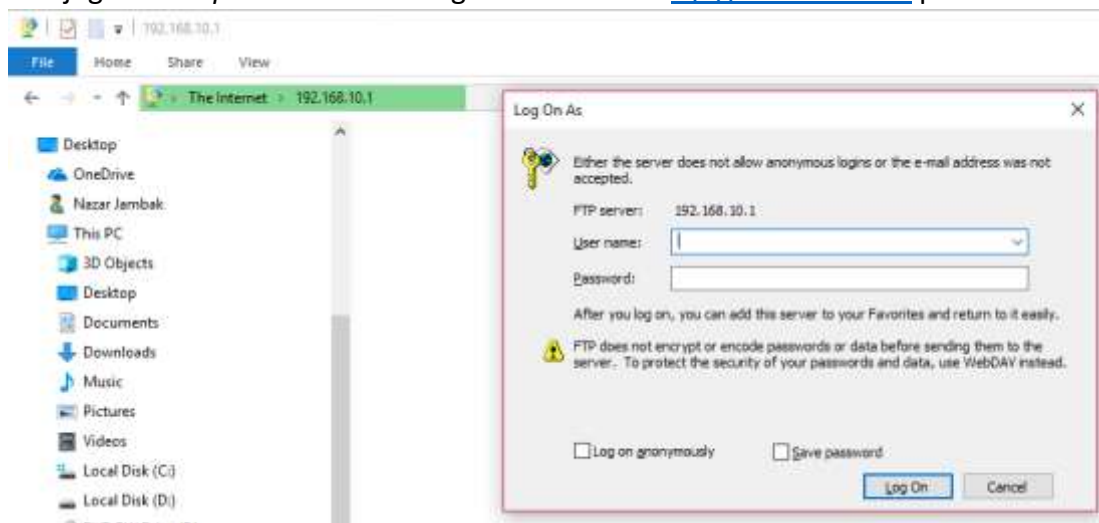 192.168.10.1
File Home Share View
The Internet > 192.168.10.1
Desktop
OneDrive
Nazar Jambak
This PC
3D Objects
Desktop
Documents
Downloads
Music
Pictures
Videos
Local Disk (C:)
Local Disk (D:)
Log On As
Either the server does not allow anonymous logins or the e-mail address was not
accepted.
FTP server: 192.168.10.1
User name:
Password:
After you log on, you can add this server to your Favorites and return to it easily.
FTP does not encrypt or encode passwords or data before sending them to the
server. To protect the security of your passwords and data, use WebDAV instead.
Log on anonymously Save password
Log On Cancel